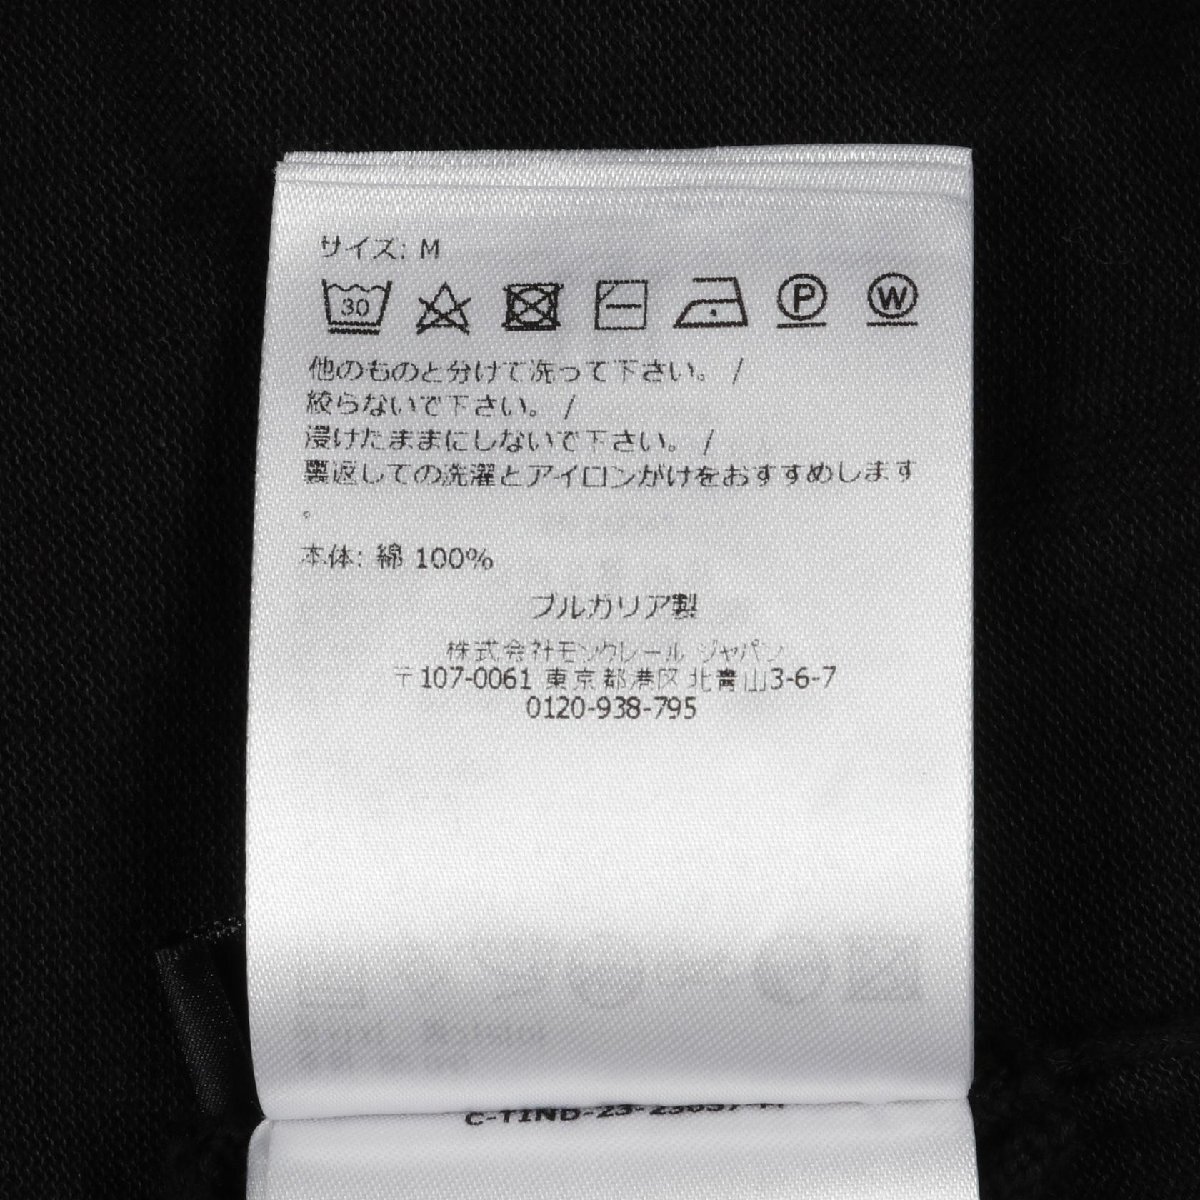 サイズ: M
30
P W
他のものと分けて洗って下さい。 /
絞らないで下さい。 /
浸けたままにしないで下さい。 /
裏返しての洗濯とアイロンがけをおすすめします
。
本体: 綿 100%
ブルガリア製
株式会社モンクレール ジャパン
〒107-0061 東京都港区北青山3-6-7
0120-938-795